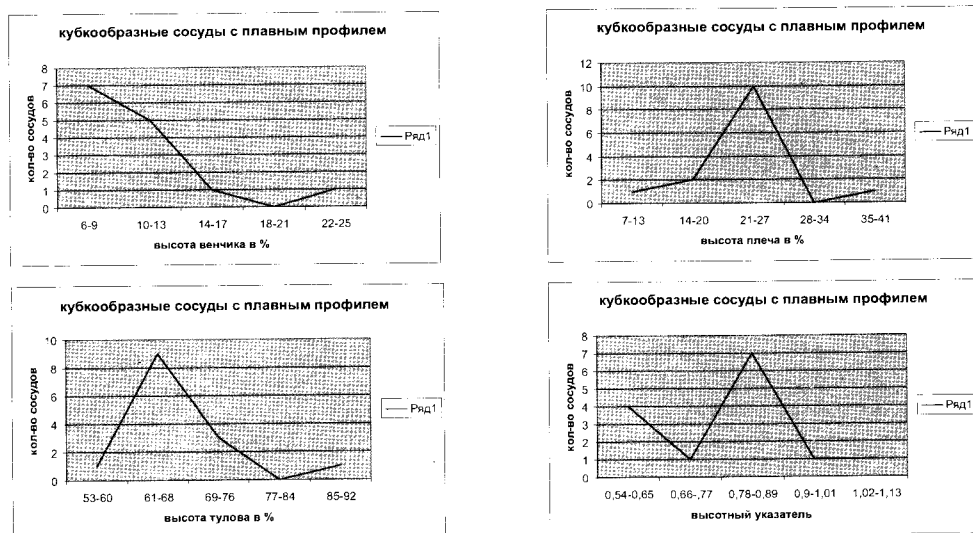 кубкообразные сосуды с плавным профилем
кол-во сосудов
8
7
6
5
4
3
2
1
0
6-9 10-13 14-17 18-21 22-25
высота венчика в %
Ряд1
кубкообразные сосуды с плавным профилем
кол-во сосудов
12
10
8
6
4
2
0
7-13 14-20 21-27 28-34 35-41
высота плеча в %
Ряд1
кубкообразные сосуды с плавным профилем
кол-во сосудов
10
8
6
4
2
0
53-60 61-68 69-76 77-84 85-92
высота тулова в %
Ряд1
кубкообразные сосуды с плавным профилем
кол-во сосудов
8
7
6
5
4
3
2
1
0
0,54-0,65 0,66-,77 0,78-0,89 0,9-1,01 1,02-1,13
высотный указатель
Ряд1